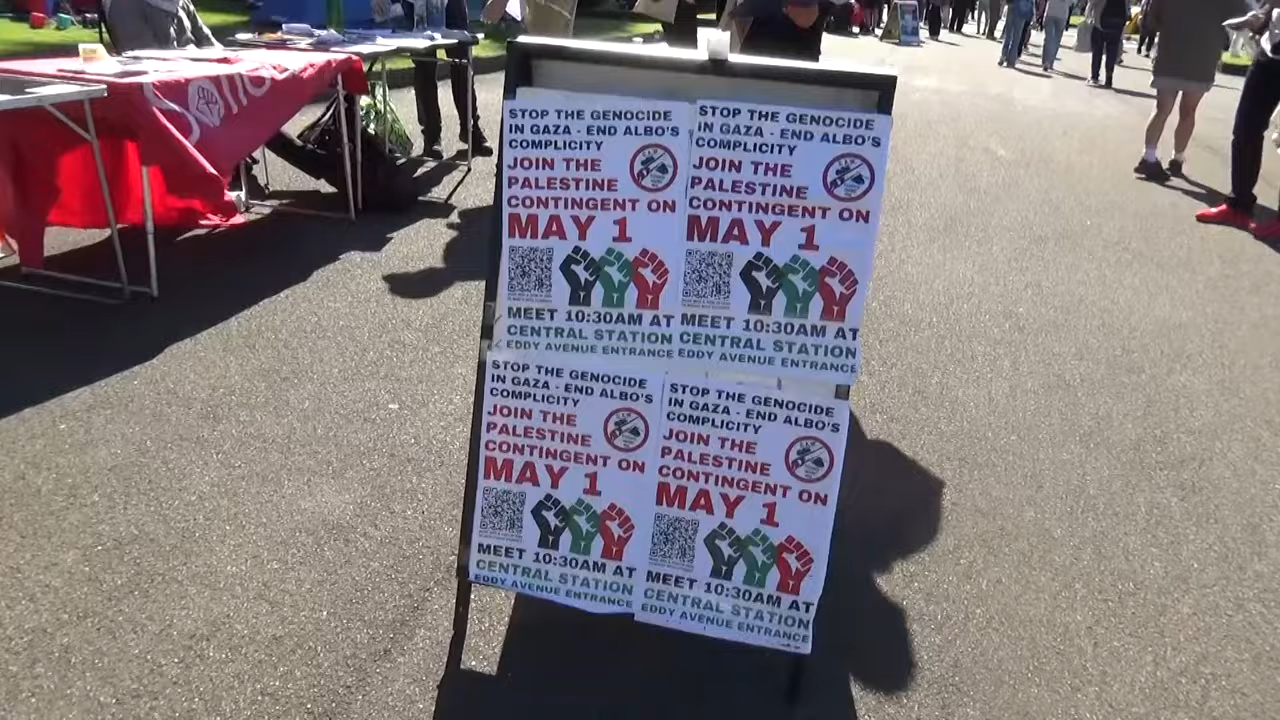 STOP THE GENOCIDE
IN GAZA - END ALBO'S
COMPLICITY
JOIN THE
PALESTINE
CONTINGENT ON
MAY 1
MEET 10:30AM AT
CENTRAL STATION
EDDY AVENUE ENTRANCE
STOP THE GENOCIDE
IN GAZA - END ALBO'S
COMPLICITY
JOIN THE
PALESTINE
CONTINGENT ON
MAY 1
MEET 10:30AM AT
CENTRAL STATION
EDDY AVENUE ENTRANCE
STOP THE GENOCIDE
IN GAZA - END ALBO'S
COMPLICITY
JOIN THE
PALESTINE
CONTINGENT ON
MAY 1
MEET 10:30AM AT
CENTRAL STATION
EDDY AVENUE ENTRANCE
STOP THE GENOCIDE
IN GAZA - END ALBO'S
COMPLICITY
JOIN THE
PALESTINE
CONTINGENT ON
MAY 1
MEET 10:30AM AT
CENTRAL STATION
EDDY AVENUE ENTRANCE